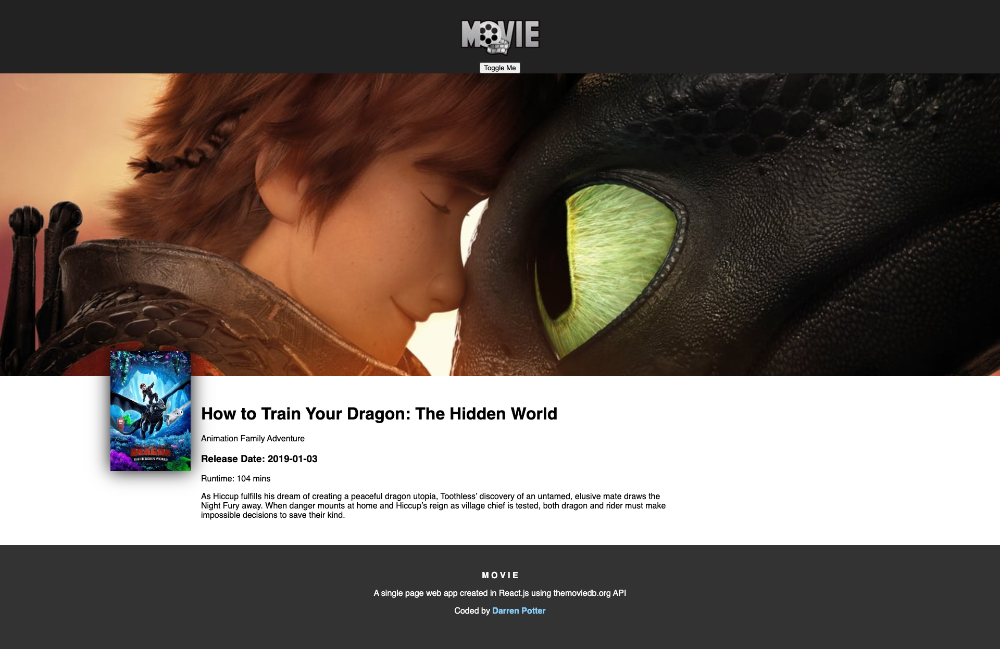 MOVIE
Toggle Me
How to Train Your Dragon: The Hidden World
Animation Family Adventure
Release Date: 2019-01-03
Runtime: 104 mins
As Hiccup fulfills his dream of creating a peaceful dragon utopia, Toothless' discovery of an untamed, elusive mate draws the
Night Fury away. When danger mounts at home and Hiccup's reign as village chief is tested, both dragon and rider must make
impossible decisions to save their kind.
MOVIE
A single page web app created in React.js using themoviedb.org API
Coded by Darren Potter